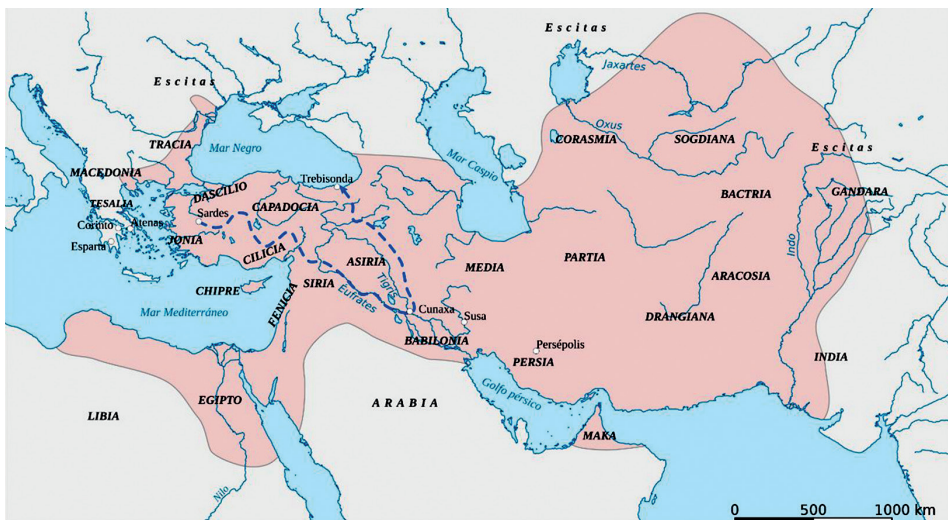 Escitas
Jaxartes
Escitas
Oxus
CORASMIA
SOGDIANA
TRACIA
Mar Negro
Escitas
Mar Caspio
MACEDONIA
Trebisonda
DASCILIO
BACTRIA
GANDARA
TESALIA
CAPADOCIA
Sardes
Corinto
Atenas
Esparta
JONIA
CILICIA
ASIRIA
MEDIA
PARTIA
Indo
ARACOSIA
CHIPRE
SIRIA
FENICIA
Éufrates
Tigris
Mar Mediterráneo
Cunaxa
Susa
DRANGIANA
BABILONIA
Persépolis
PERSIA
INDIA
Golfo pérsico
EGIPTO
LIBIA
ARABIA
MAKA
Nilo
0 500 1000 km